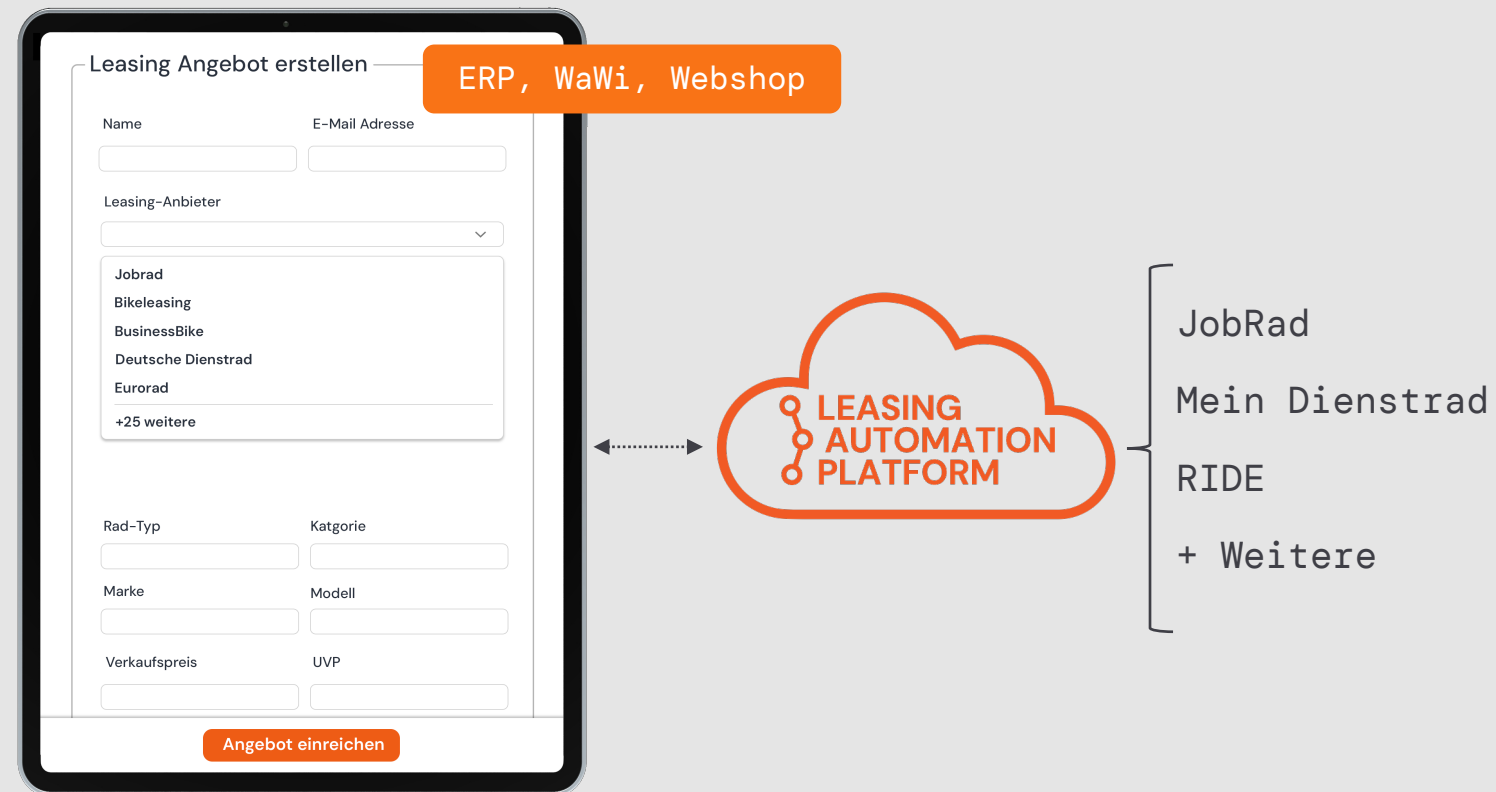 Leasing Angebot erstellen
ERP, WaWi, Webshop
Name
E-Mail Adresse
Leasing-Anbieter
Jobrad
Bikeleasing
BusinessBike
Deutsche Dienstrad
Eurorad
+25 weitere
Rad-Typ
Katgorie
Marke
Modell
Verkaufspreis
UVP
Angebot einreichen
LEASING
AUTOMATION
PLATFORM
JobRad
Mein Dienstrad
RIDE
+ Weitere